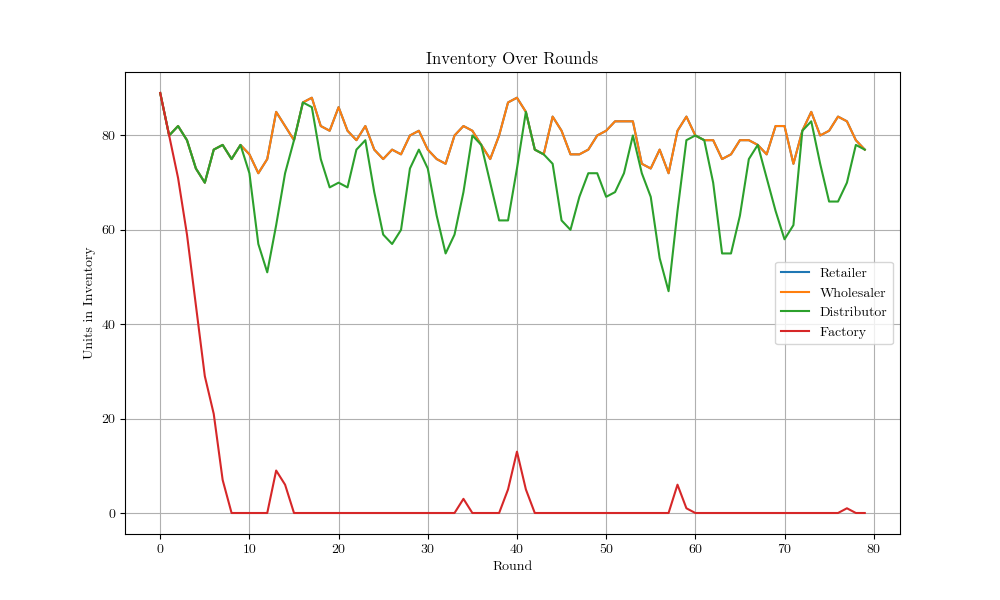 Inventory Over Rounds
Units in Inventory
80
60
40
20
0
Retailer
Wholesaler
Distributor
Factory
0 10 20 30 40 50 60 70 80
Round